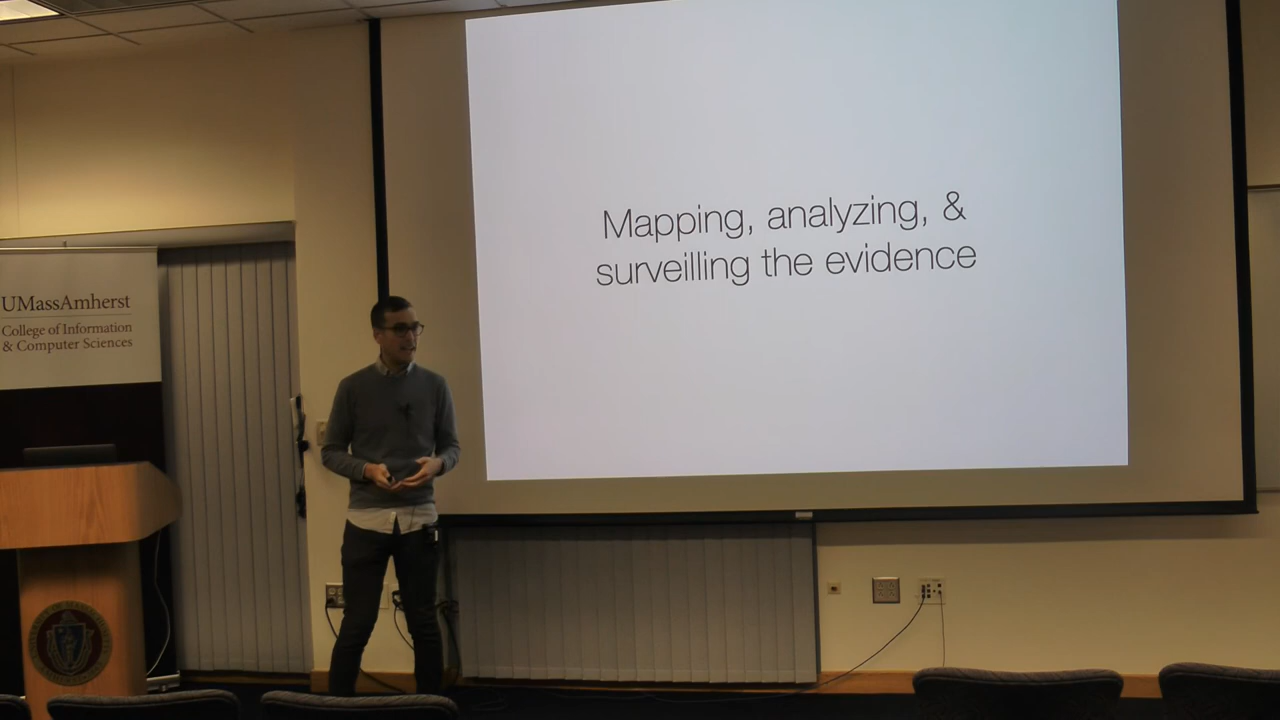 Mapping, analyzing, &
surveilling the evidence
UMassAmherst
College of Information
& Computer Sciences